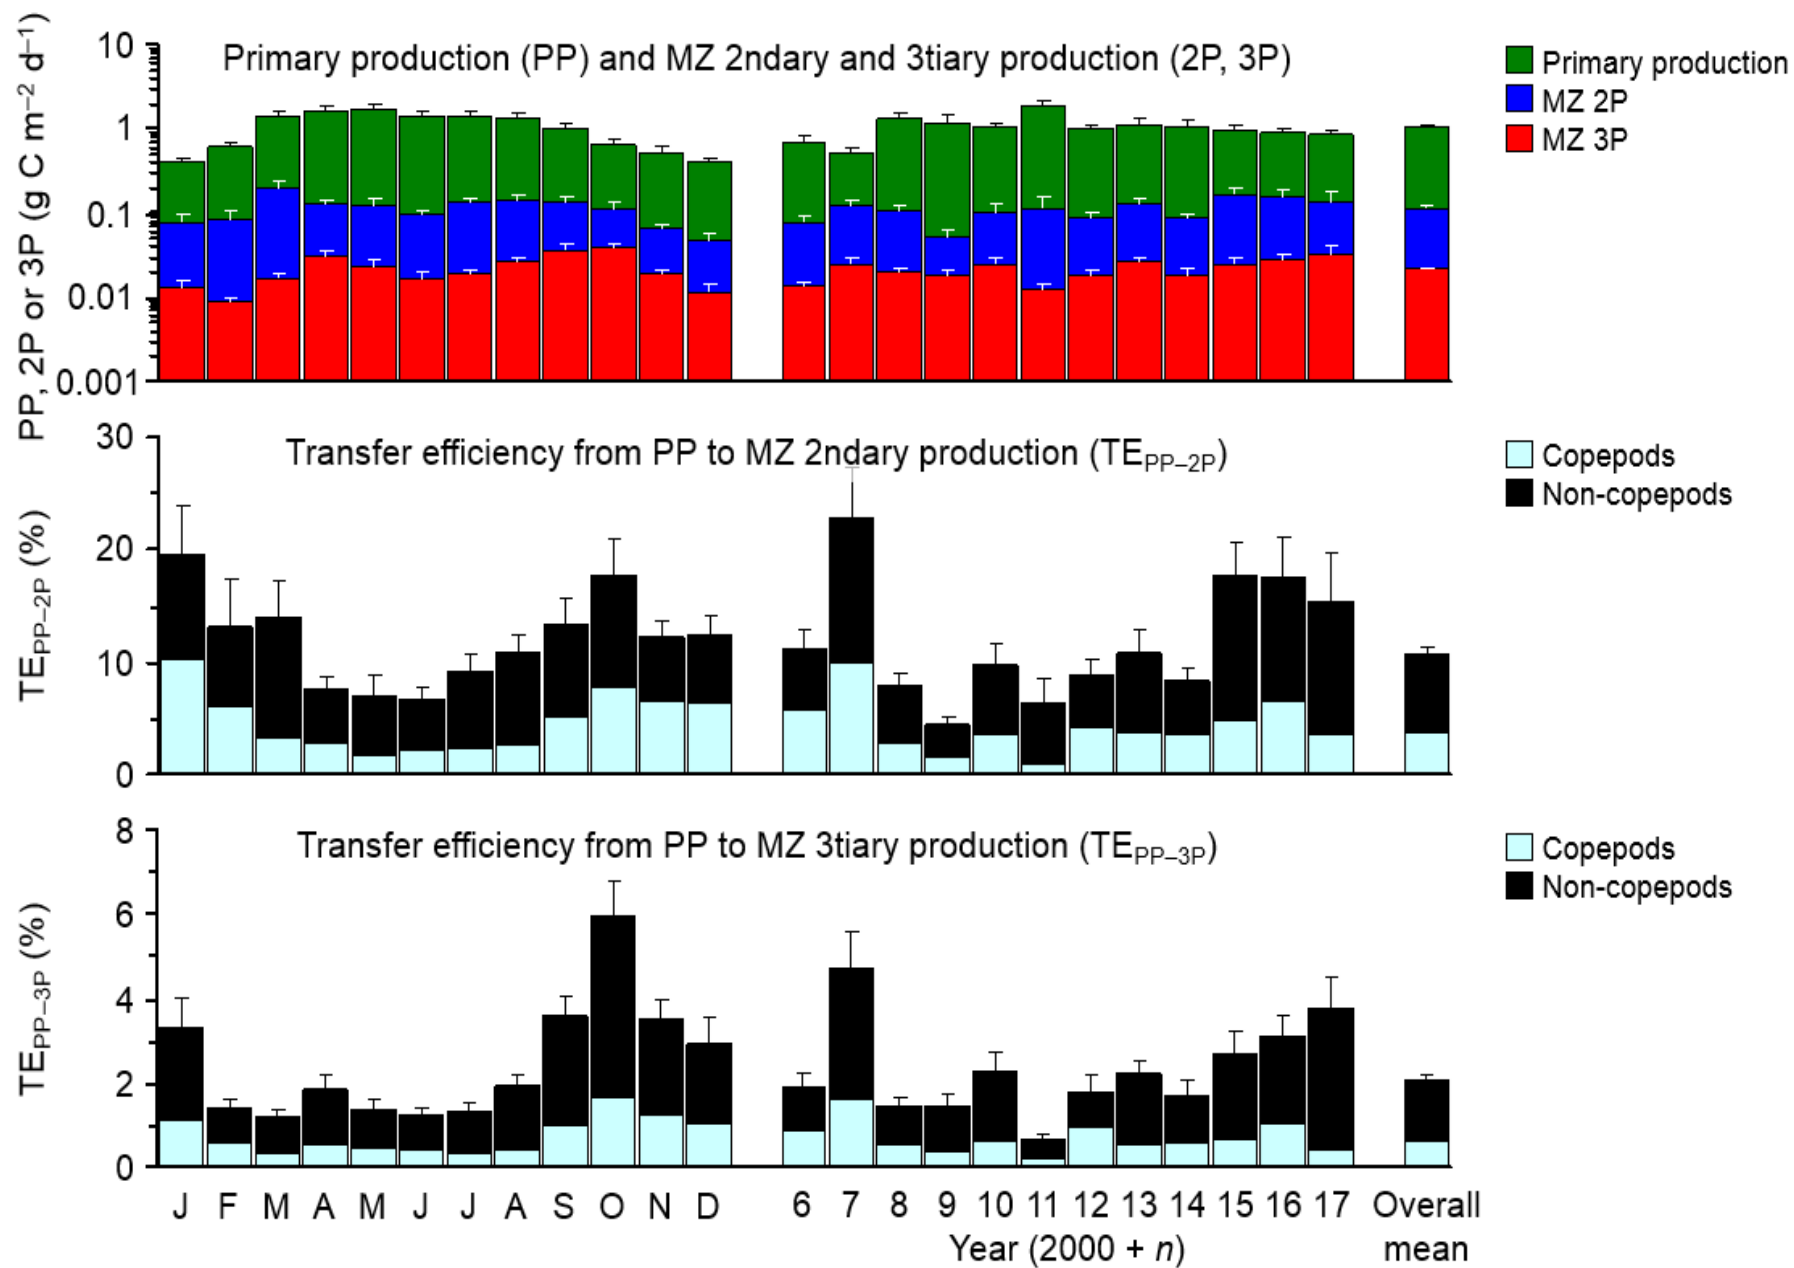 PP, 2P or 3P (g C m⁻² d⁻¹)
10
1
0.1
0.01
0.001
Primary production (PP) and MZ 2ndary and 3tiary production (2P, 3P)
Primary production
MZ 2P
MZ 3P
TE_PP–2P (%)
30
20
10
0
Transfer efficiency from PP to MZ 2ndary production (TE_PP–2P)
Copepods
Non-copepods
TE_PP–3P (%)
8
6
4
2
0
Transfer efficiency from PP to MZ 3tiary production (TE_PP–3P)
Copepods
Non-copepods
J F M A M J J A S O N D 6 7 8 9 10 11 12 13 14 15 16 17 Overall
Year (2000 + n) mean